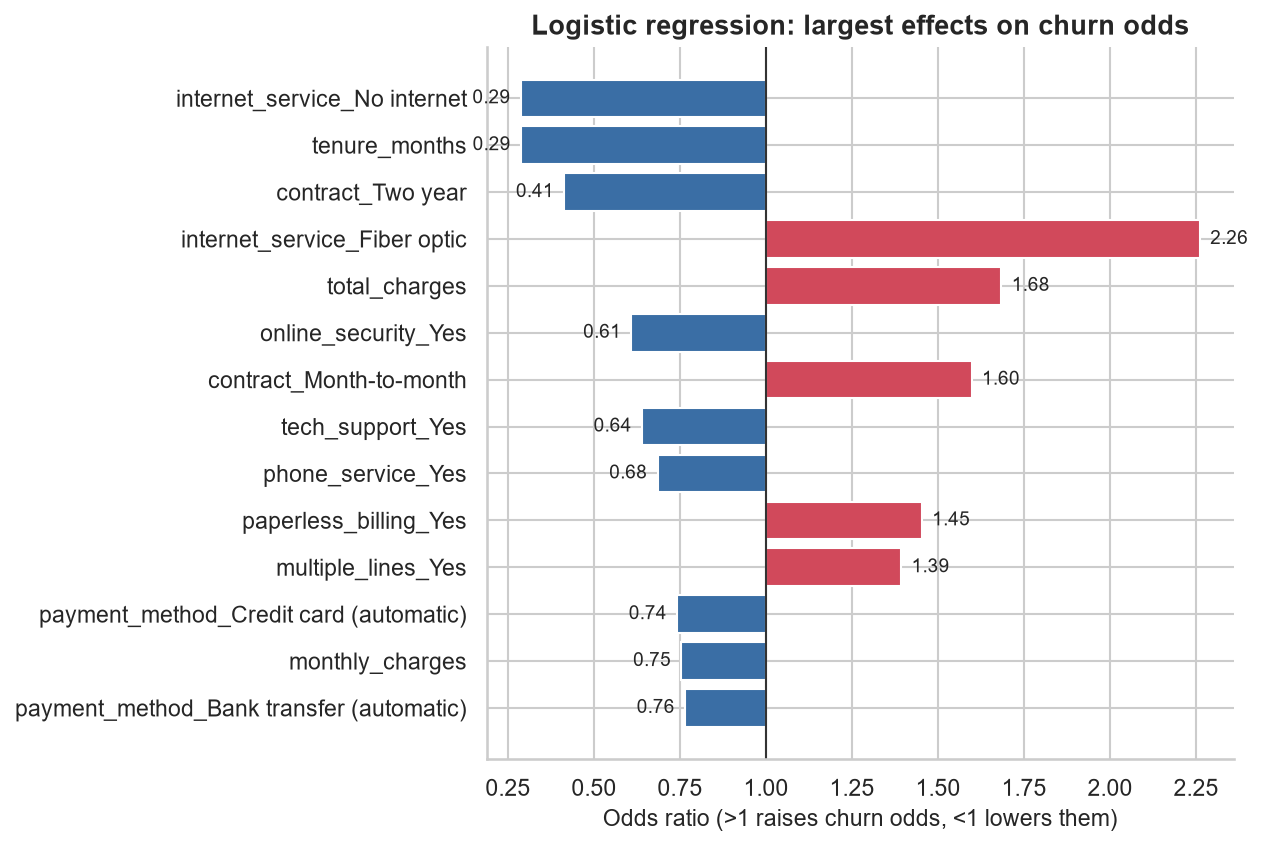 Logistic regression: largest effects on churn odds
internet_service_No internet 0.29
tenure_months 0.29
contract_Two year 0.41
internet_service_Fiber optic 2.26
total_charges 1.68
online_security_Yes 0.61
contract_Month-to-month 1.60
tech_support_Yes 0.64
phone_service_Yes 0.68
paperless_billing_Yes 1.45
multiple_lines_Yes 1.39
payment_method_Credit card (automatic) 0.74
monthly_charges 0.75
payment_method_Bank transfer (automatic) 0.76
0.25 0.50 0.75 1.00 1.25 1.50 1.75 2.00 2.25
Odds ratio (>1 raises churn odds, <1 lowers them)